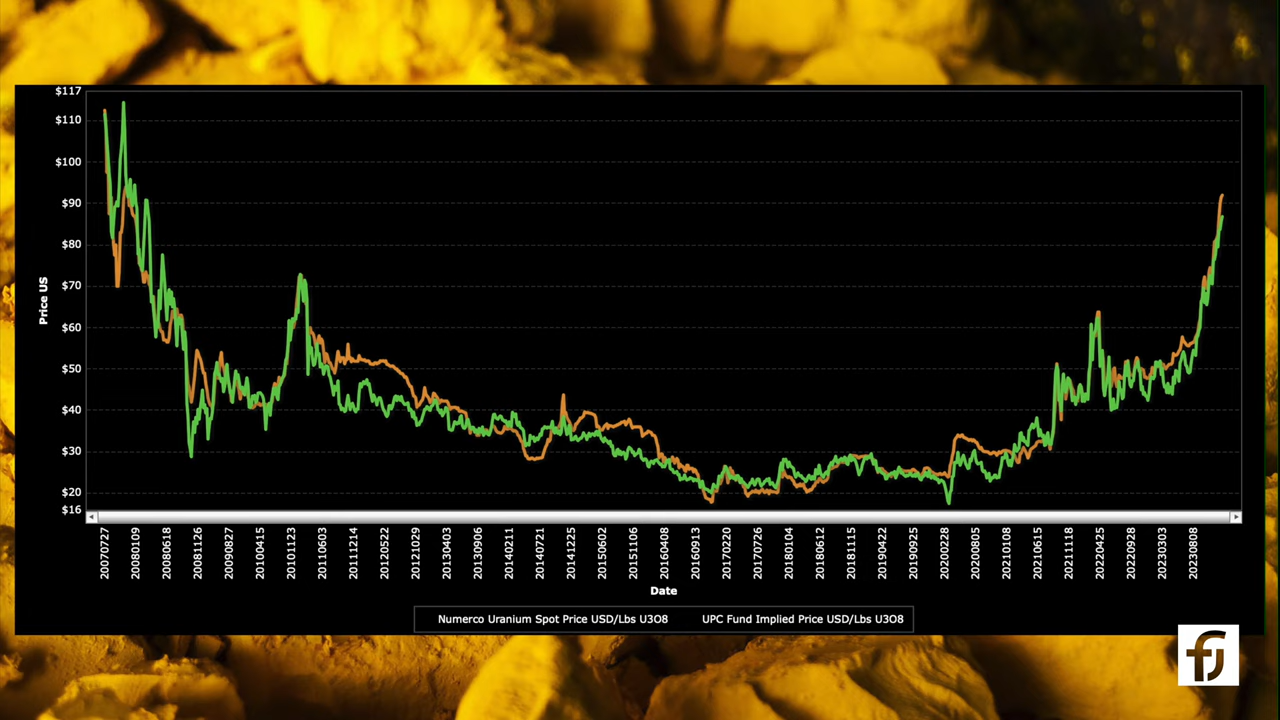 $117
$110
$100
$90
$80
$70
$60
$50
$40
$30
$20
$16
Price US
20070727 20080109 20080618 20081126 20090827 20100415 20101123 20110603 20111214 20120522 20121029 20130403 20130906 20140211 20140721 20141225 20150602 20151106 20160408 20160913 20170220 20170726 20180104 20180612 20181115 20190422 20190925 20200228 20200805 20210108 20210615 20211118 20220425 20220928 20230303 20230808
Date
Numerco Uranium Spot Price USD/Lbs U3O8 UPC Fund Implied Price USD/Lbs U3O8
fj